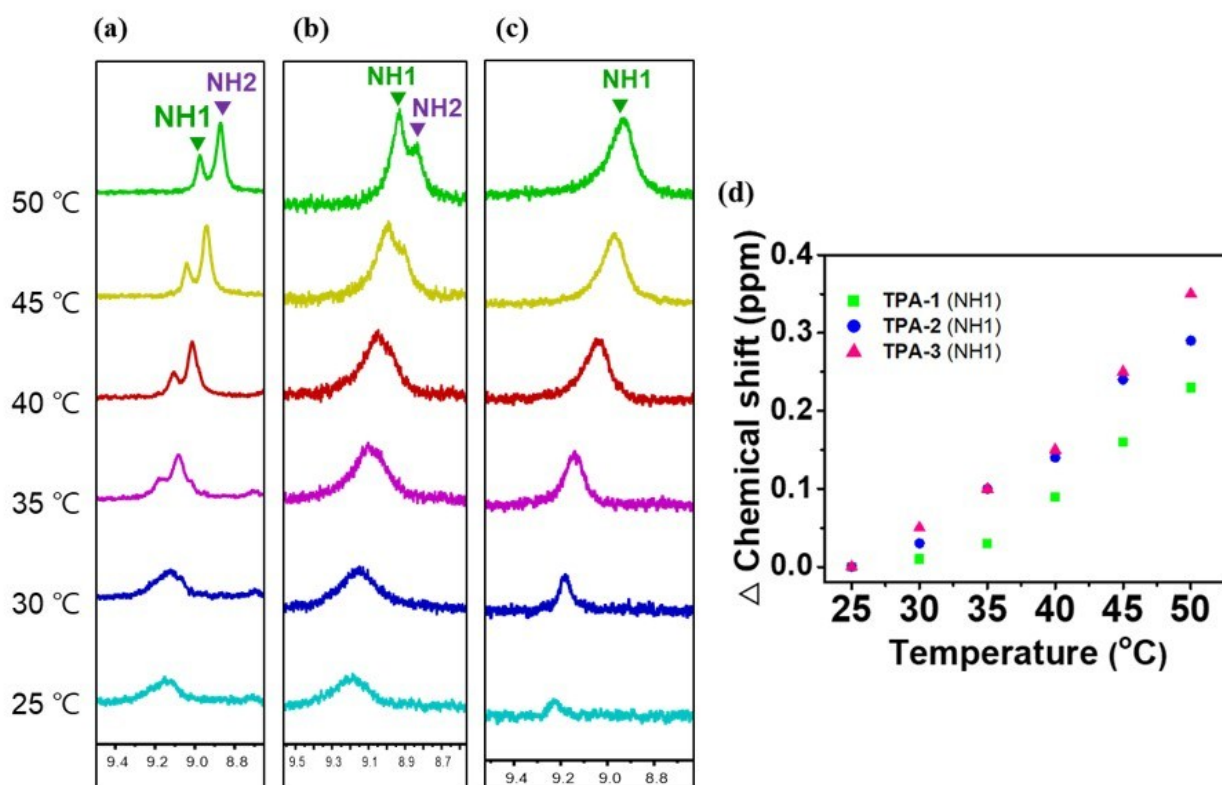 (a)
(b)
(c)
NH2
NH1
NH1
NH2
NH1
50 ℃
45 ℃
40 ℃
35 ℃
30 ℃
25 ℃
9.4 9.2 9.0 8.8
9.5 9.3 9.1 8.9 8.7
9.4 9.2 9.0 8.8
(d)
△ Chemical shift (ppm)
0.4
0.3
0.2
0.1
0.0
TPA-1 (NH1)
TPA-2 (NH1)
TPA-3 (NH1)
25 30 35 40 45 50
Temperature (°C)